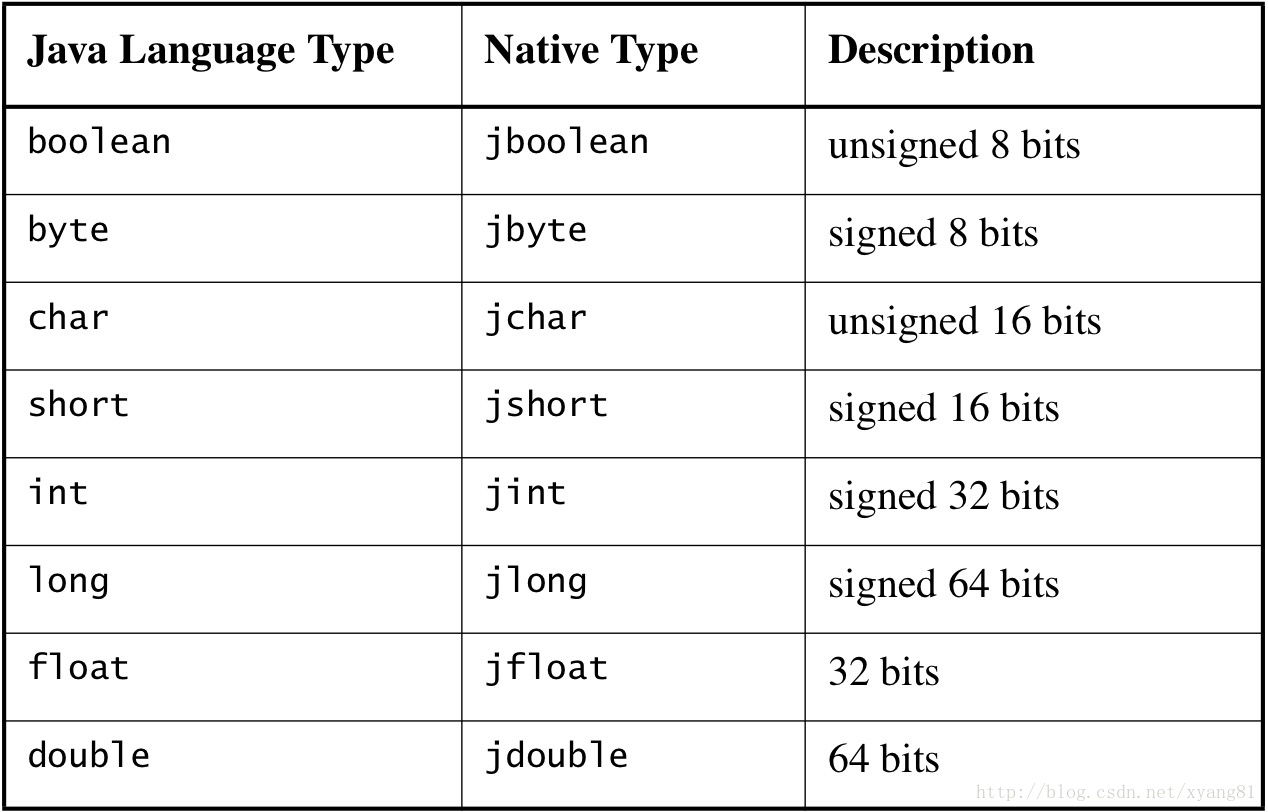 Java Language Type Native Type Description
boolean jboolean unsigned 8 bits
byte jbyte signed 8 bits
char jchar unsigned 16 bits
short jshort signed 16 bits
int jint signed 32 bits
long jlong signed 64 bits
float jfloat 32 bits
double jdouble 64 bits
http://blog.csdn.net/xyang81